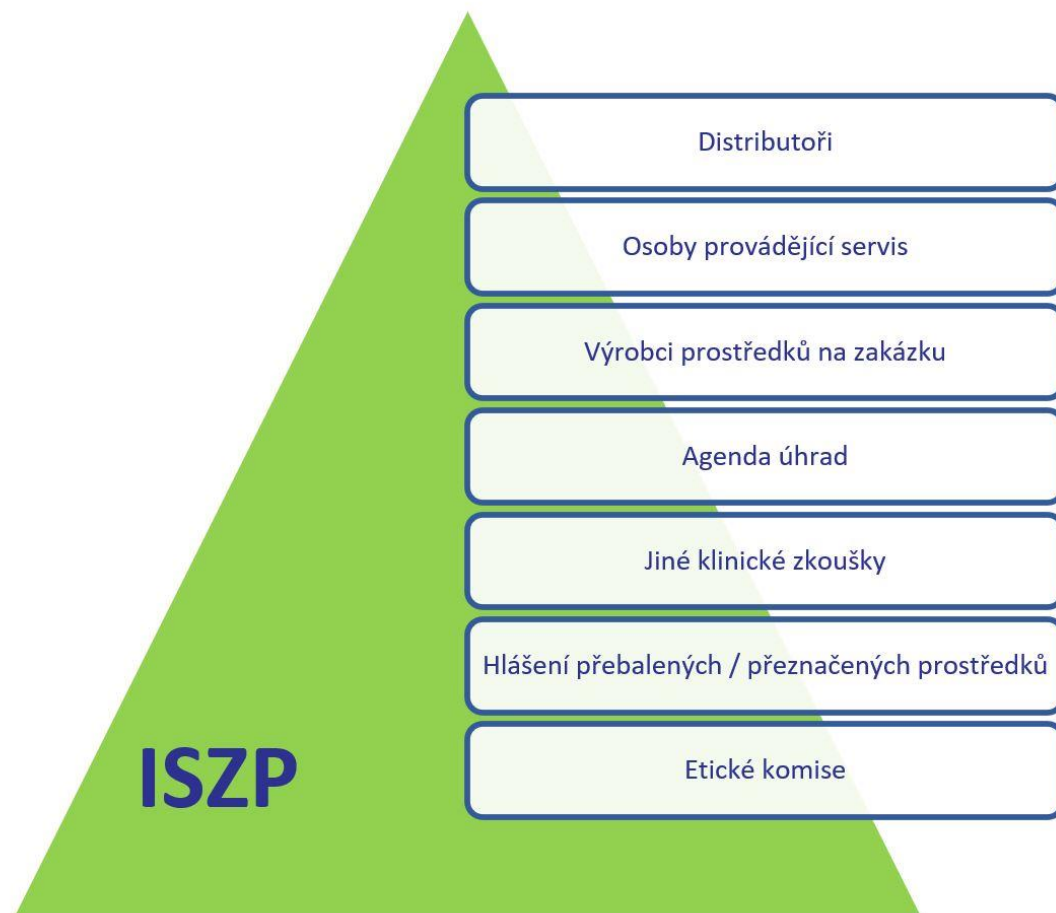 Distributoři
Osoby provádějící servis
Výrobci prostředků na zakázku
Agenda úhrad
Jiné klinické zkoušky
Hlášení přebalených / přeznačených prostředků
Etické komise
ISZP